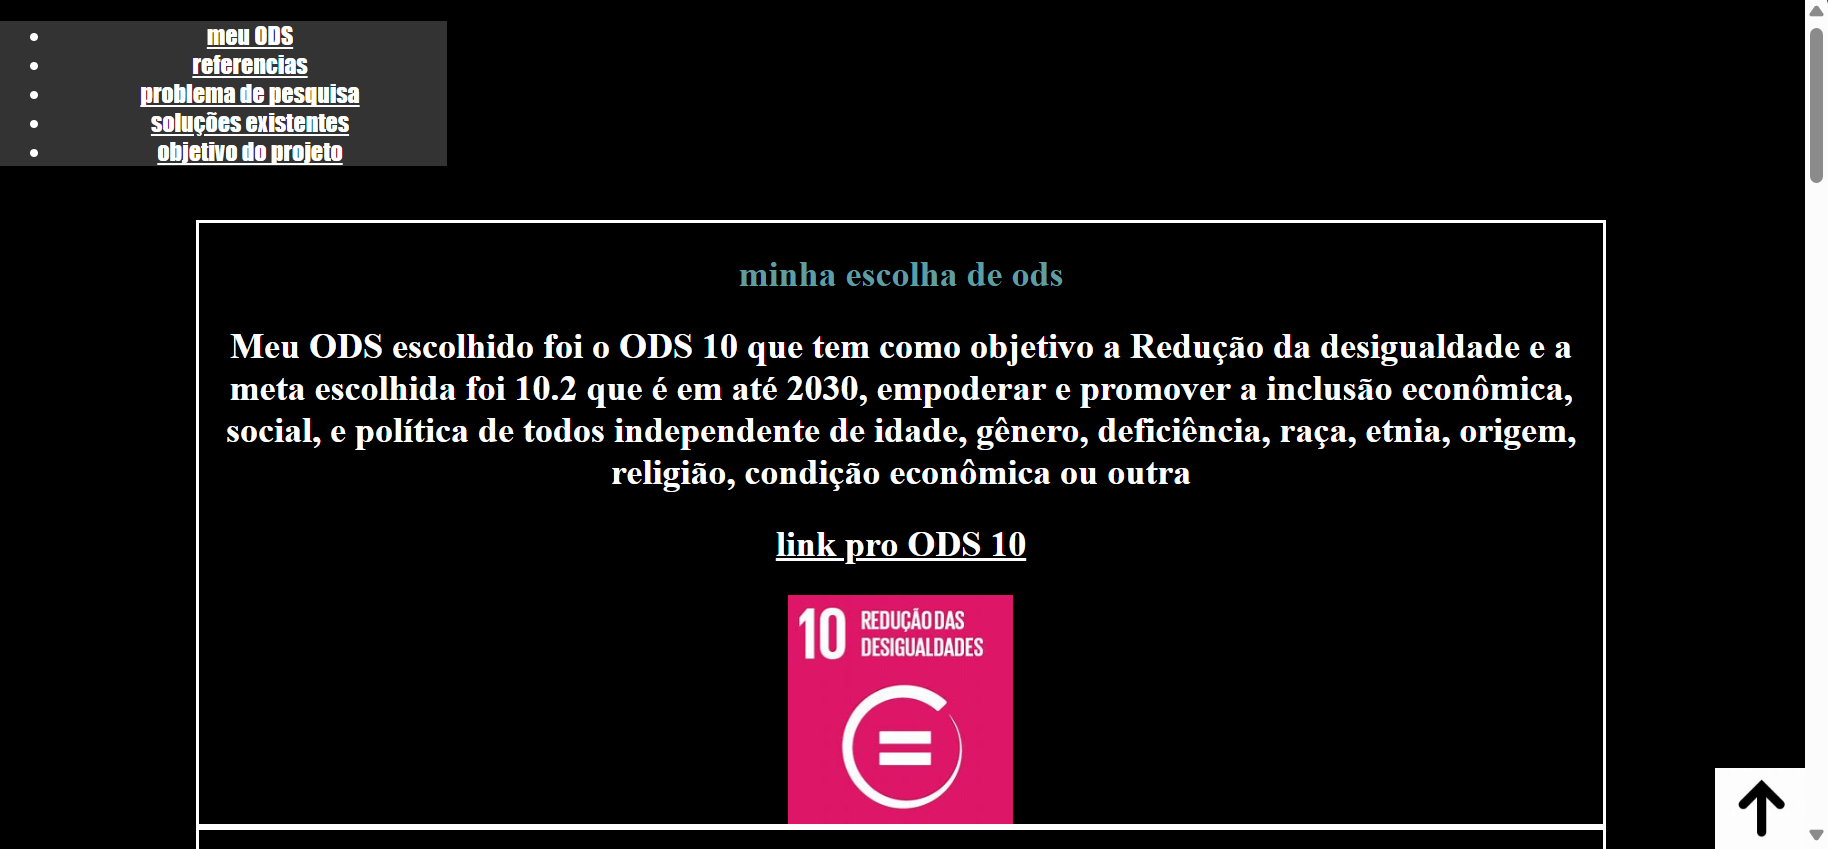 meu ODS
referencias
problema de pesquisa
soluções existentes
objetivo do projeto
minha escolha de ods
Meu ODS escolhido foi o ODS 10 que tem como objetivo a Redução da desigualdade e a
meta escolhida foi 10.2 que é em até 2030, empoderar e promover a inclusão econômica,
social, e política de todos independente de idade, gênero, deficiência, raça, etnia, origem,
religião, condição econômica ou outra
link pro ODS 10
10 REDUÇÃO DAS
DESIGUALDADES